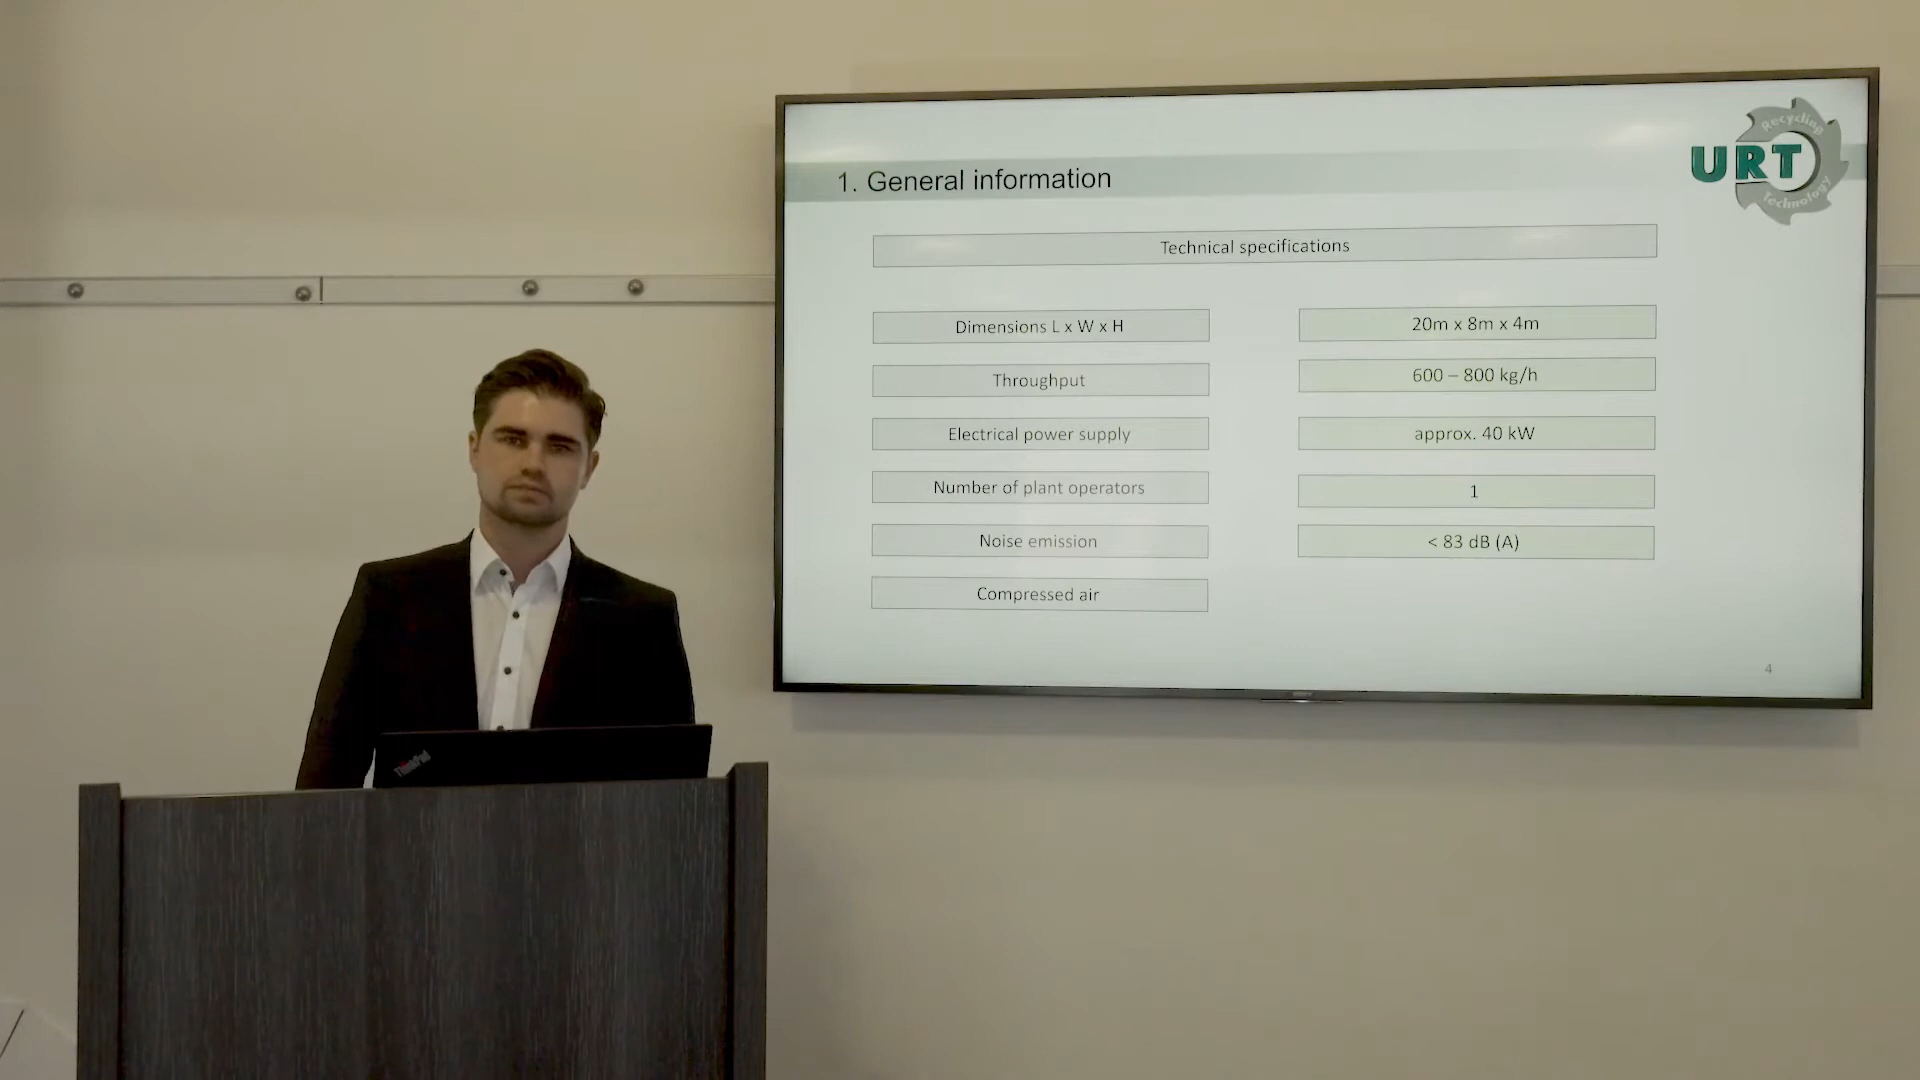 Recycling
URT
Technology
1. General information
Technical specifications
Dimensions L x W x H
20m x 8m x 4m
Throughput
600 – 800 kg/h
Electrical power supply
approx. 40 kW
Number of plant operators
1
Noise emission
< 83 dB (A)
Compressed air
4
ThinkPad